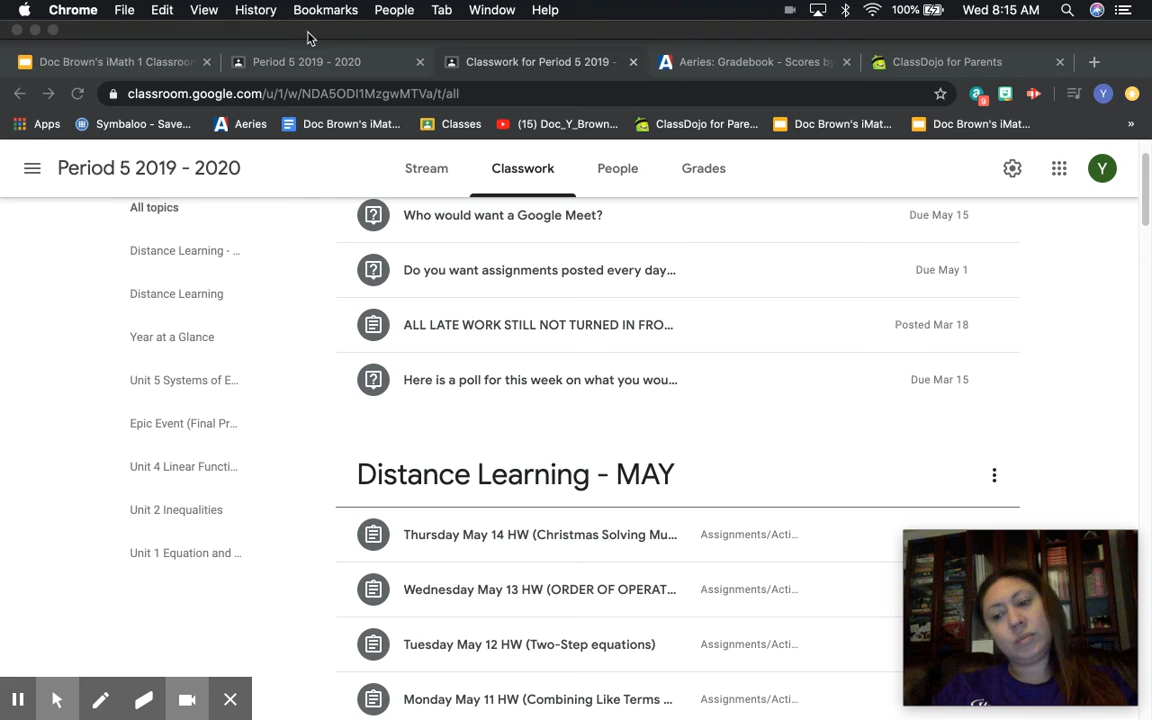 Chrome File Edit View History Bookmarks People Tab Window Help 100% Wed 8:15 AM
Doc Brown's iMath 1 Classroom Period 5 2019 - 2020 Classwork for Period 5 2019 - Aeries: Gradebook - Scores by ClassDojo for Parents
classroom.google.com/u/1/w/NDA5ODI1MzgwMTVa/t/all 9 Y
Apps Symbaloo - Save... Aeries Doc Brown's iMat... Classes (15) Doc_Y_Brown... ClassDojo for Pare... Doc Brown's iMat... Doc Brown's iMat... »
Period 5 2019 - 2020 Stream Classwork People Grades Y
All topics
Distance Learning - ...
Distance Learning
Year at a Glance
Unit 5 Systems of E...
Epic Event (Final Pr...
Unit 4 Linear Functi...
Unit 2 Inequalities
Unit 1 Equation and ...
Who would want a Google Meet? Due May 15
Do you want assignments posted every day... Due May 1
ALL LATE WORK STILL NOT TURNED IN FRO... Posted Mar 18
Here is a poll for this week on what you wou... Due Mar 15
Distance Learning - MAY
Thursday May 14 HW (Christmas Solving Mu... Assignments/Acti...
Wednesday May 13 HW (ORDER OF OPERAT... Assignments/Acti...
Tuesday May 12 HW (Two-Step equations) Assignments/Acti...
Monday May 11 HW (Combining Like Terms ... Assignments/Acti...